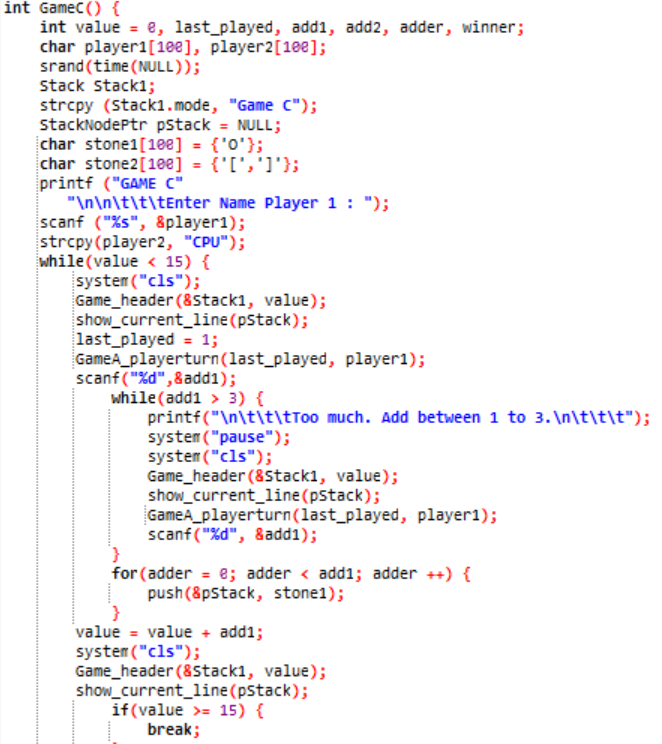 int GameC() {
    int value = 0, last_played, add1, add2, adder, winner;
    char player1[100], player2[100];
    srand(time(NULL));
    Stack Stack1;
    strcpy (Stack1.mode, "Game C");
    StackNodePtr pStack = NULL;
    char stone1[100] = {'O'};
    char stone2[100] = {'[',']'};
    printf ("GAME C"
        "\n\n\t\t\tEnter Name Player 1 : ");
    scanf ("%s", &player1);
    strcpy(player2, "CPU");
    while(value < 15) {
        system("cls");
        Game_header(&Stack1, value);
        show_current_line(pStack);
        last_played = 1;
        GameA_playerturn(last_played, player1);
        scanf("%d",&add1);
            while(add1 > 3) {
                printf("\n\t\t\tToo much. Add between 1 to 3.\n\t\t\t");
                system("pause");
                system("cls");
                Game_header(&Stack1, value);
                show_current_line(pStack);
                GameA_playerturn(last_played, player1);
                scanf("%d", &add1);
            }
            for(adder = 0; adder < add1; adder ++) {
                push(&pStack, stone1);
            }
        value = value + add1;
        system("cls");
        Game_header(&Stack1, value);
        show_current_line(pStack);
            if(value >= 15) {
                break;